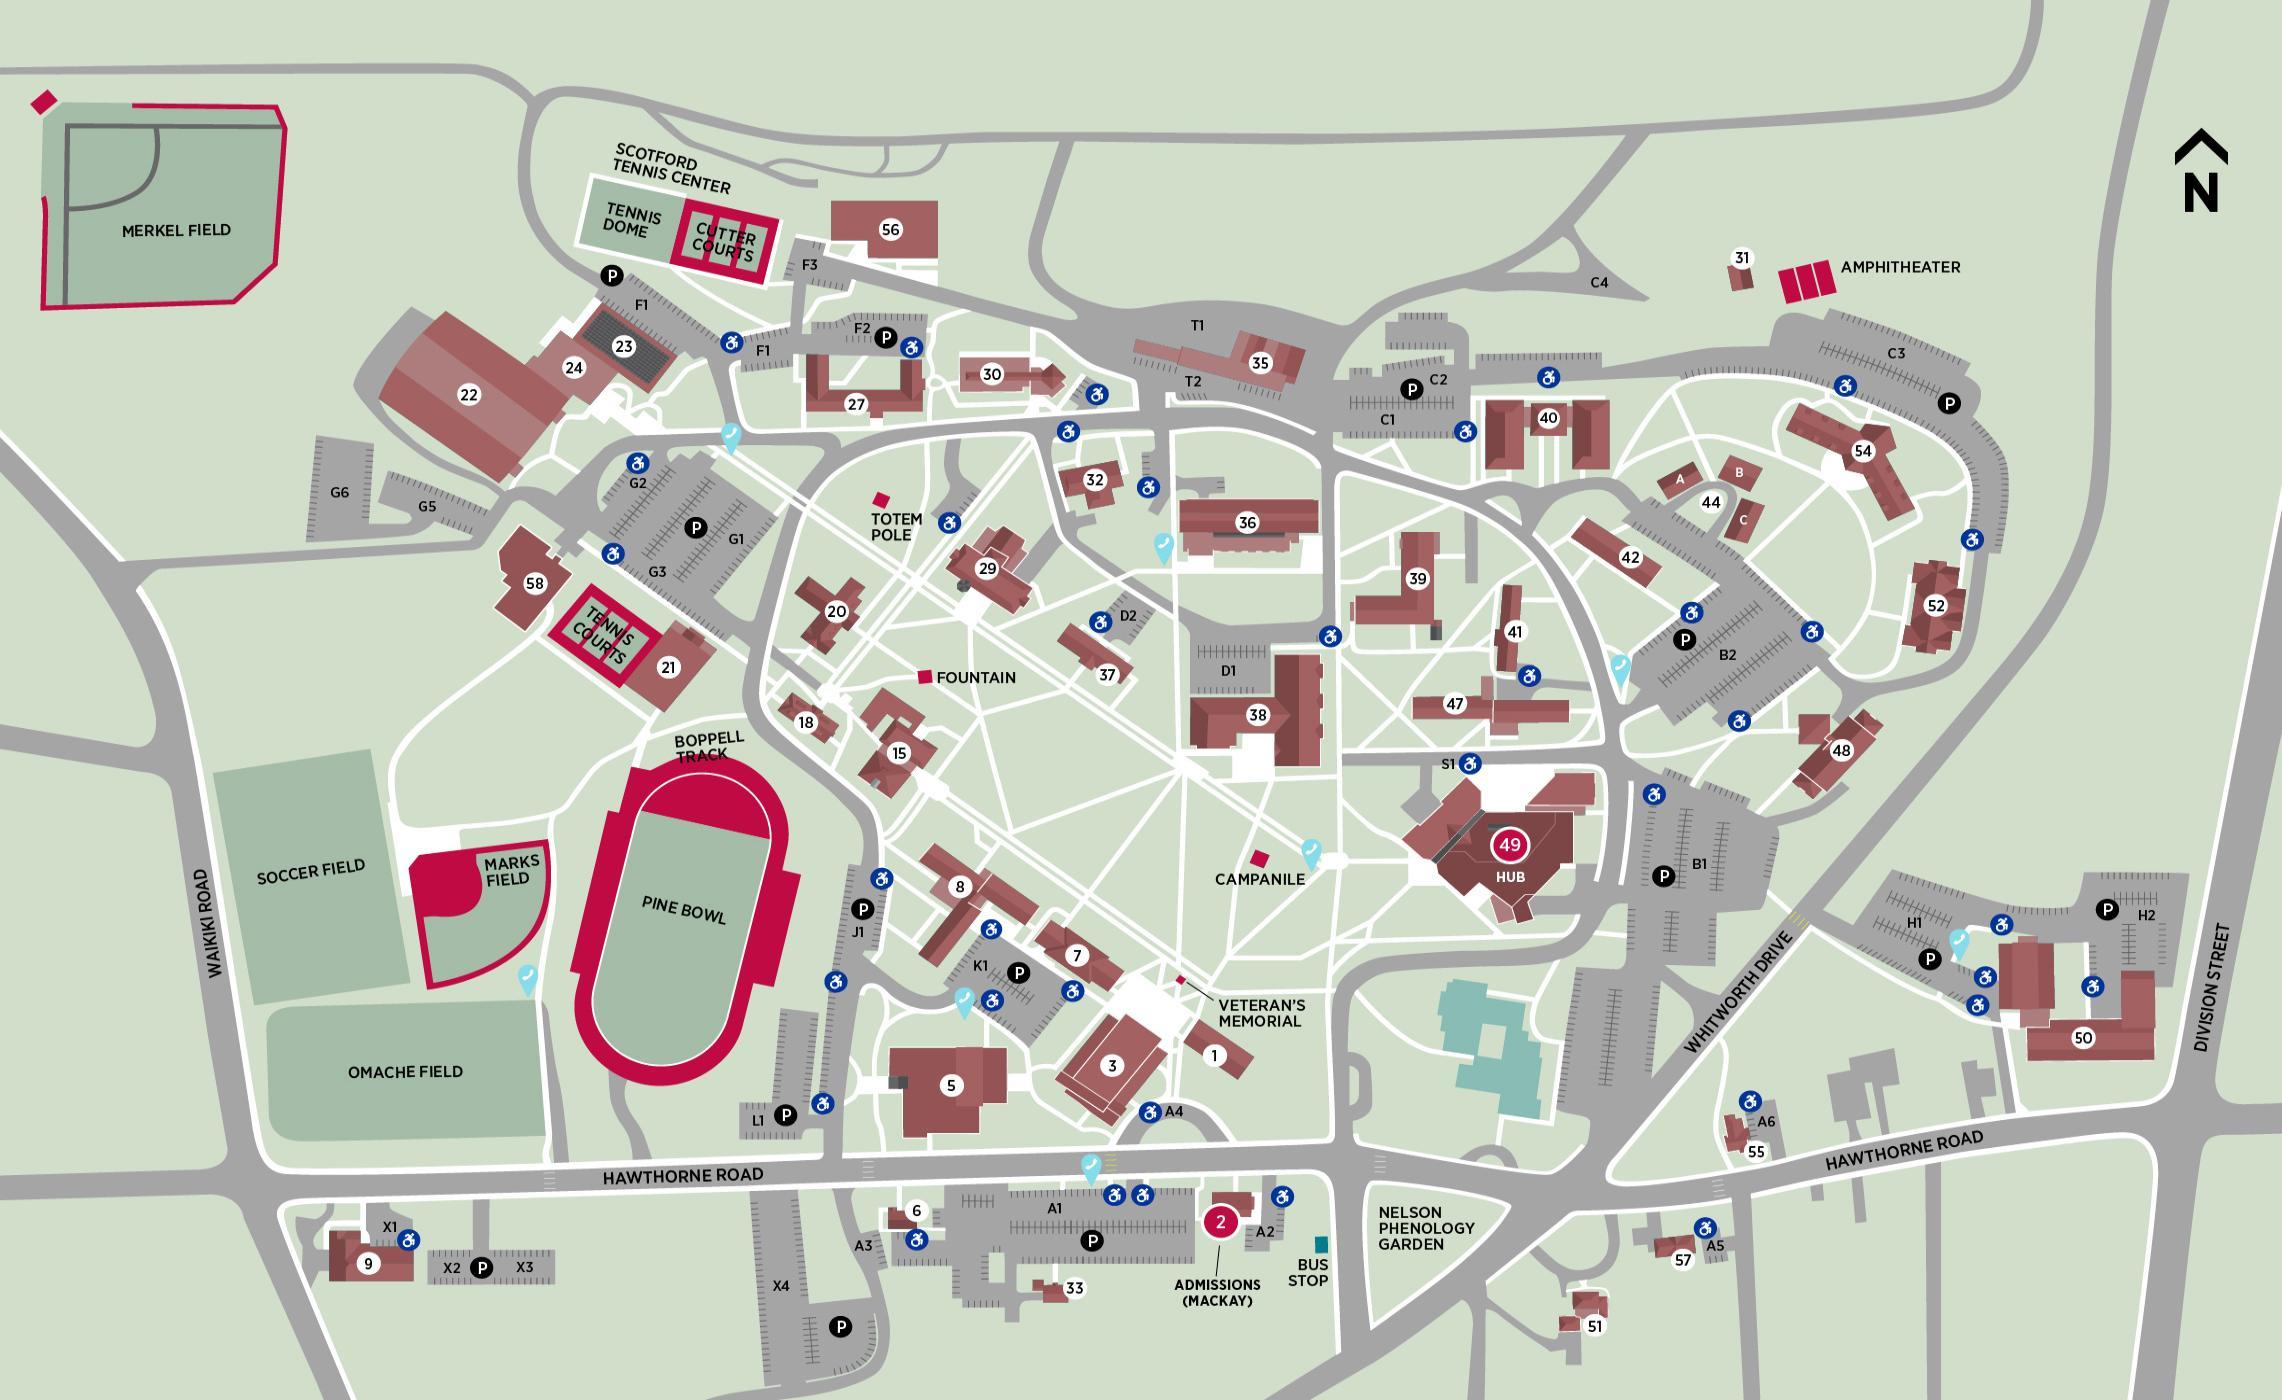 N
SCOTFORD
TENNIS CENTER
TENNIS
DOME
CUTTER
COURTS
MERKEL FIELD
56
F3
31
AMPHITHEATER
C4
P
F1
T1
F2
P
23
F1
35
C3
24
30
T2
C2
P
22
27
C1
40
P
54
G6
G2
32
A
B
44
G5
TOTEM
POLE
36
C
P
G1
42
G3
29
39
58
20
D2
52
TENNIS
COURTS
41
P
21
37
B2
FOUNTAIN
D1
47
18
38
48
BOPPELL
TRACK
15
S1
49
HUB
B1
P
SOCCER FIELD
MARKS
FIELD
CAMPANILE
8
PINE BOWL
P
J1
H1
P
H2
P
WAIKIKI ROAD
7
K1
P
WHITWORTH DRIVE
DIVISION STREET
VETERAN'S
MEMORIAL
1
3
50
OMACHE FIELD
5
L1
P
A4
A6
55
HAWTHORNE ROAD
HAWTHORNE ROAD
6
A1
2
A2
NELSON
PHENOLOGY
GARDEN
X1
A3
P
57
A5
9
X2
P
X3
BUS
STOP
X4
33
ADMISSIONS
(MACKAY)
P
51